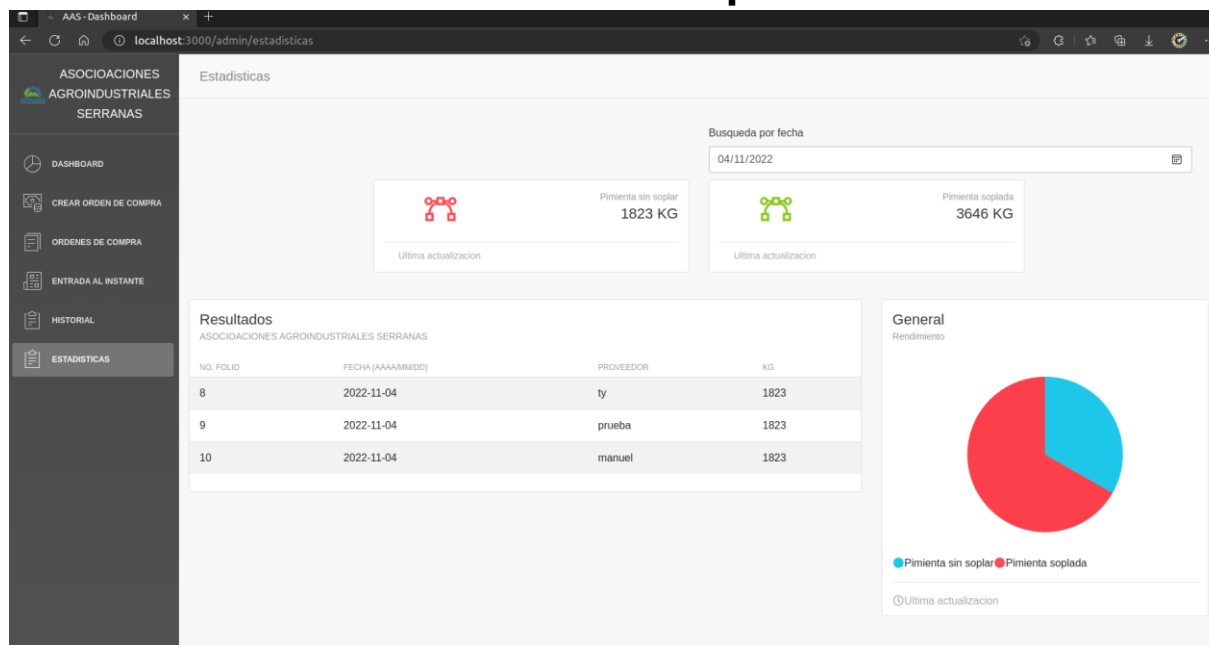 AAS - Dashboard
localhost:3000/admin/estadisticas
ASOCIOACIONES
AGROINDUSTRIALES
SERRANAS
DASHBOARD
CREAR ORDEN DE COMPRA
ORDENES DE COMPRA
ENTRADA AL INSTANTE
HISTORIAL
ESTADISTICAS
Estadisticas
Busqueda por fecha
04/11/2022
Pimienta sin soplar
1823 KG
Ultima actualizacion
Pimienta soplada
3646 KG
Ultima actualizacion
Resultados
ASOCIOACIONES AGROINDUSTRIALES SERRANAS
NO. FOLIO FECHA (AAAA/MM/DD) PROVEEDOR KG
8 2022-11-04 ty 1823
9 2022-11-04 prueba 1823
10 2022-11-04 manuel 1823
General
Rendimiento
Pimienta sin soplar Pimienta soplada
Ultima actualizacion